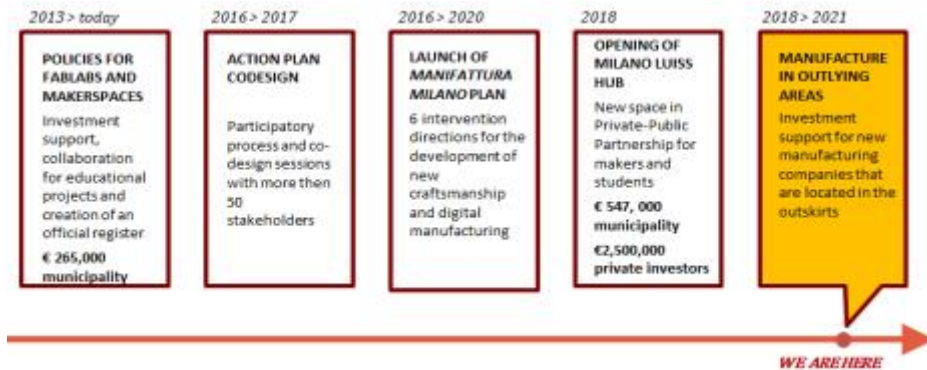 2013 > today
POLICIES FOR
FABLABS AND
MAKERSPACES
Investment
support,
collaboration
for educational
projects and
creation of an
official register
€ 265,000
municipality
2016 > 2017
ACTION PLAN
CODESIGN
Participatory
process and co-
design sessions
with more then
50
stakeholders
2016 > 2020
LAUNCH OF
MANIFATTURA
MILANO PLAN
6 intervention
directions for the
development of
new
craftsmanship
and digital
manufacturing
2018
OPENING OF
MILANO LUISS
HUB
New space in
Private-Public
Partnership for
makers and
students
€ 547, 000
municipality
€2,500,000
private investors
2018 > 2021
MANUFACTURE
IN OUTLYING
AREAS
Investment
support for new
manufacturing
companies that
are located in the
outskirts
WE ARE HERE